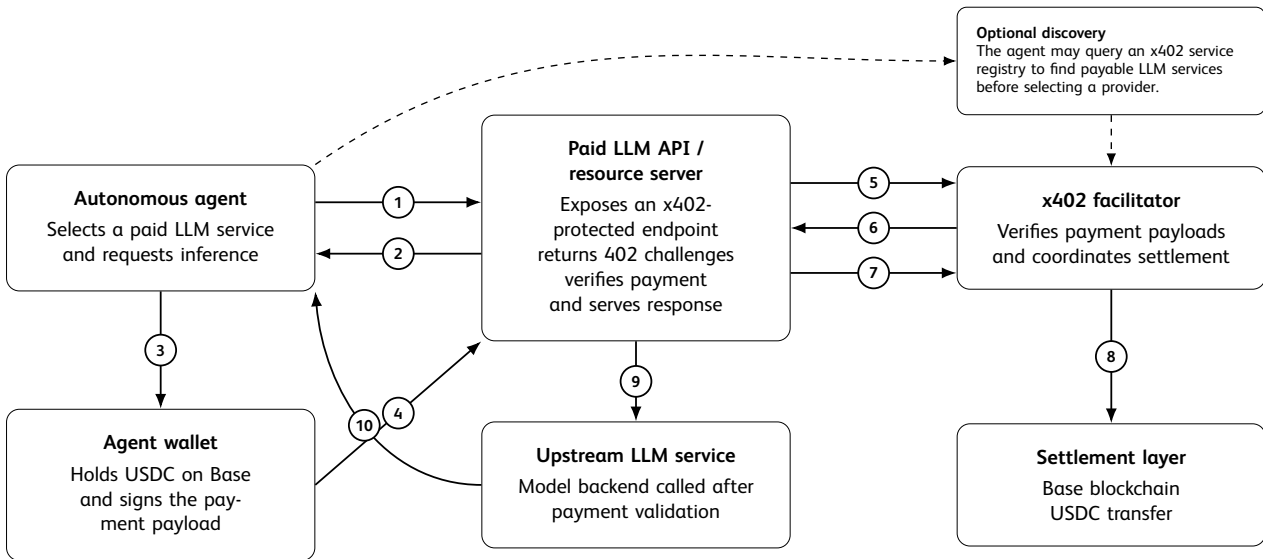 Optional discovery
The agent may query an x402 service
registry to find payable LLM services
before selecting a provider.
Paid LLM API /
resource server
Exposes an x402-
protected endpoint
returns 402 challenges
verifies payment
and serves response
Autonomous agent
Selects a paid LLM service
and requests inference
x402 facilitator
Verifies payment payloads
and coordinates settlement
1
2
5
6
7
3
4
9
8
10
Agent wallet
Holds USDC on Base
and signs the pay-
ment payload
Upstream LLM service
Model backend called after
payment validation
Settlement layer
Base blockchain
USDC transfer